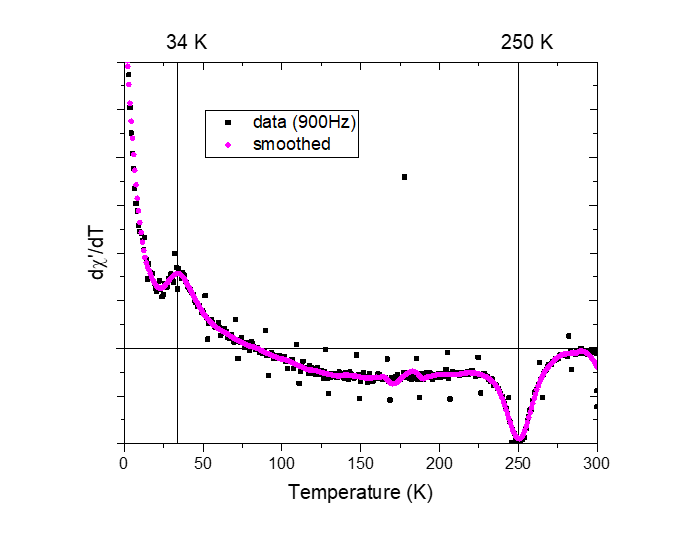 34 K
250 K
data (900Hz)
smoothed
dχ'/dT
0
50
100
150
200
250
300
Temperature (K)